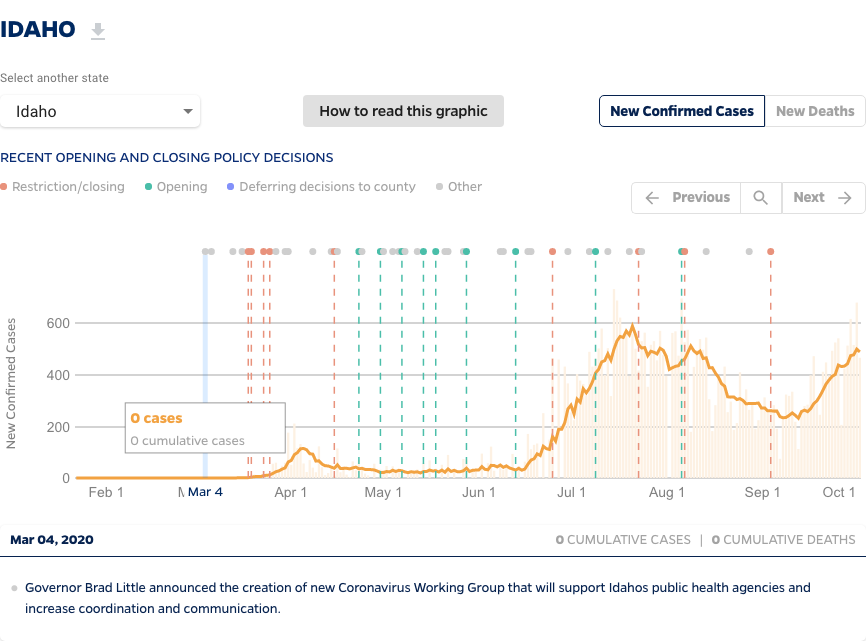 IDAHO
Select another state
Idaho
How to read this graphic
New Confirmed Cases
New Deaths
RECENT OPENING AND CLOSING POLICY DECISIONS
Restriction/closing
Opening
Deferring decisions to county
Other
Previous
Next
New Confirmed Cases
600
400
200
0
0 cases
0 cumulative cases
Feb 1
Mar 4
Apr 1
May 1
Jun 1
Jul 1
Aug 1
Sep 1
Oct 1
Mar 04, 2020
0 CUMULATIVE CASES | 0 CUMULATIVE DEATHS
Governor Brad Little announced the creation of new Coronavirus Working Group that will support Idahos public health agencies and
increase coordination and communication.